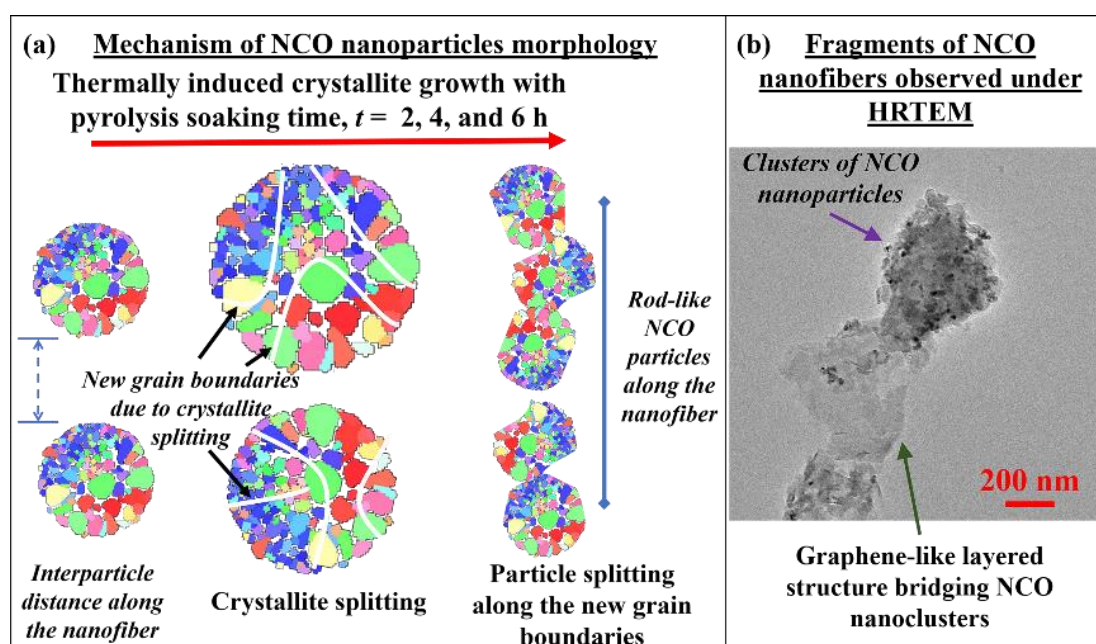 (a) Mechanism of NCO nanoparticles morphology
Thermally induced crystallite growth with
pyrolysis soaking time, t = 2, 4, and 6 h
New grain boundaries
due to crystallite
splitting
Rod-like
NCO
particles
along the
nanofiber
Interparticle
distance along
the nanofiber
Crystallite splitting
Particle splitting
along the new grain
boundaries
(b) Fragments of NCO
nanofibers observed under
HRTEM
Clusters of NCO
nanoparticles
200 nm
Graphene-like layered
structure bridging NCO
nanoclusters